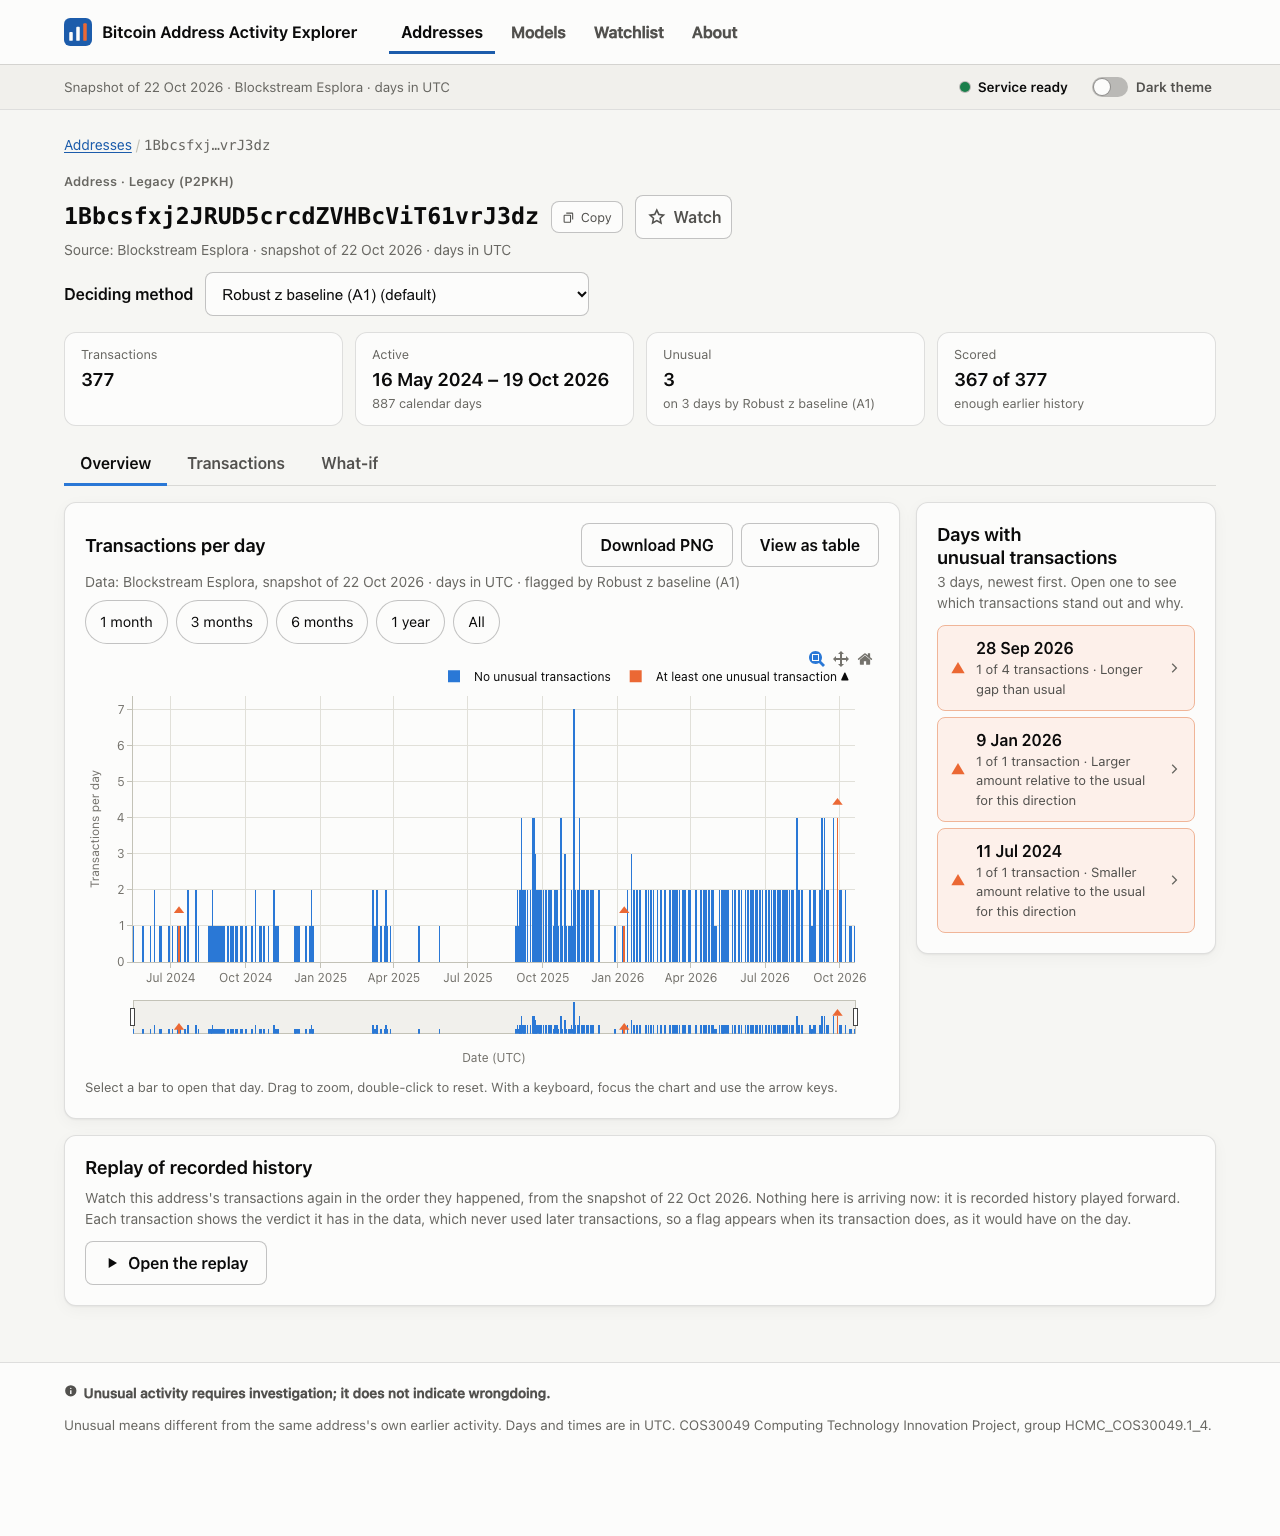 Bitcoin Address Activity Explorer
Addresses
Models
Watchlist
About
Snapshot of 22 Oct 2026 · Blockstream Esplora · days in UTC
Service ready
Dark theme
Addresses / 1Bbcsfxj…vrJ3dz
Address · Legacy (P2PKH)
1Bbcsfxj2JRUD5crcdZVHBcViT61vrJ3dz
Copy
Watch
Source: Blockstream Esplora · snapshot of 22 Oct 2026 · days in UTC
Deciding method
Robust z baseline (A1) (default)
Transactions
377
Active
16 May 2024 – 19 Oct 2026
887 calendar days
Unusual
3
on 3 days by Robust z baseline (A1)
Scored
367 of 377
enough earlier history
Overview
Transactions
What-if
Transactions per day
Download PNG
View as table
Data: Blockstream Esplora, snapshot of 22 Oct 2026 · days in UTC · flagged by Robust z baseline (A1)
1 month
3 months
6 months
1 year
All
No unusual transactions
At least one unusual transaction ▲
Transactions per day
7
6
5
4
3
2
1
0
Jul 2024
Oct 2024
Jan 2025
Apr 2025
Jul 2025
Oct 2025
Jan 2026
Apr 2026
Jul 2026
Oct 2026
Date (UTC)
Select a bar to open that day. Drag to zoom, double-click to reset. With a keyboard, focus the chart and use the arrow keys.
Days with
unusual transactions
3 days, newest first. Open one to see
which transactions stand out and why.
28 Sep 2026
1 of 4 transactions · Longer
gap than usual
9 Jan 2026
1 of 1 transaction · Larger
amount relative to the usual
for this direction
11 Jul 2024
1 of 1 transaction · Smaller
amount relative to the usual
for this direction
Replay of recorded history
Watch this address's transactions again in the order they happened, from the snapshot of 22 Oct 2026. Nothing here is arriving now: it is recorded history played forward.
Each transaction shows the verdict it has in the data, which never used later transactions, so a flag appears when its transaction does, as it would have on the day.
Open the replay
Unusual activity requires investigation; it does not indicate wrongdoing.
Unusual means different from the same address's own earlier activity. Days and times are in UTC. COS30049 Computing Technology Innovation Project, group HCMC_COS30049.1_4.